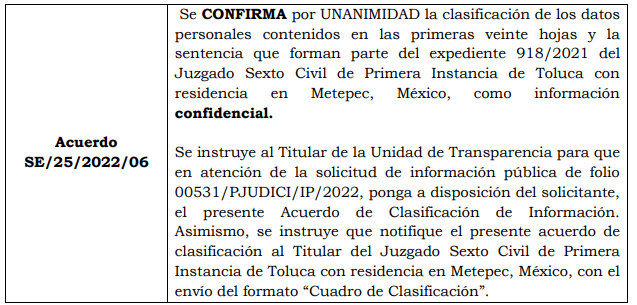 Acuerdo
SE/25/2022/06
Se CONFIRMA por UNANIMIDAD la clasificación de los datos
personales contenidos en las primeras veinte hojas y la
sentencia que forman parte del expediente 918/2021 del
Juzgado Sexto Civil de Primera Instancia de Toluca con
residencia en Metepec, México, como información
confidencial.
Se instruye al Titular de la Unidad de Transparencia para que
en atención de la solicitud de información pública de folio
00531/PJUDICI/IP/2022, ponga a disposición del solicitante,
el presente Acuerdo de Clasificación de Información.
Asimismo, se instruye que notifique el presente acuerdo de
clasificación al Titular del Juzgado Sexto Civil de Primera
Instancia de Toluca con residencia en Metepec, México, con el
envío del formato “Cuadro de Clasificación”.